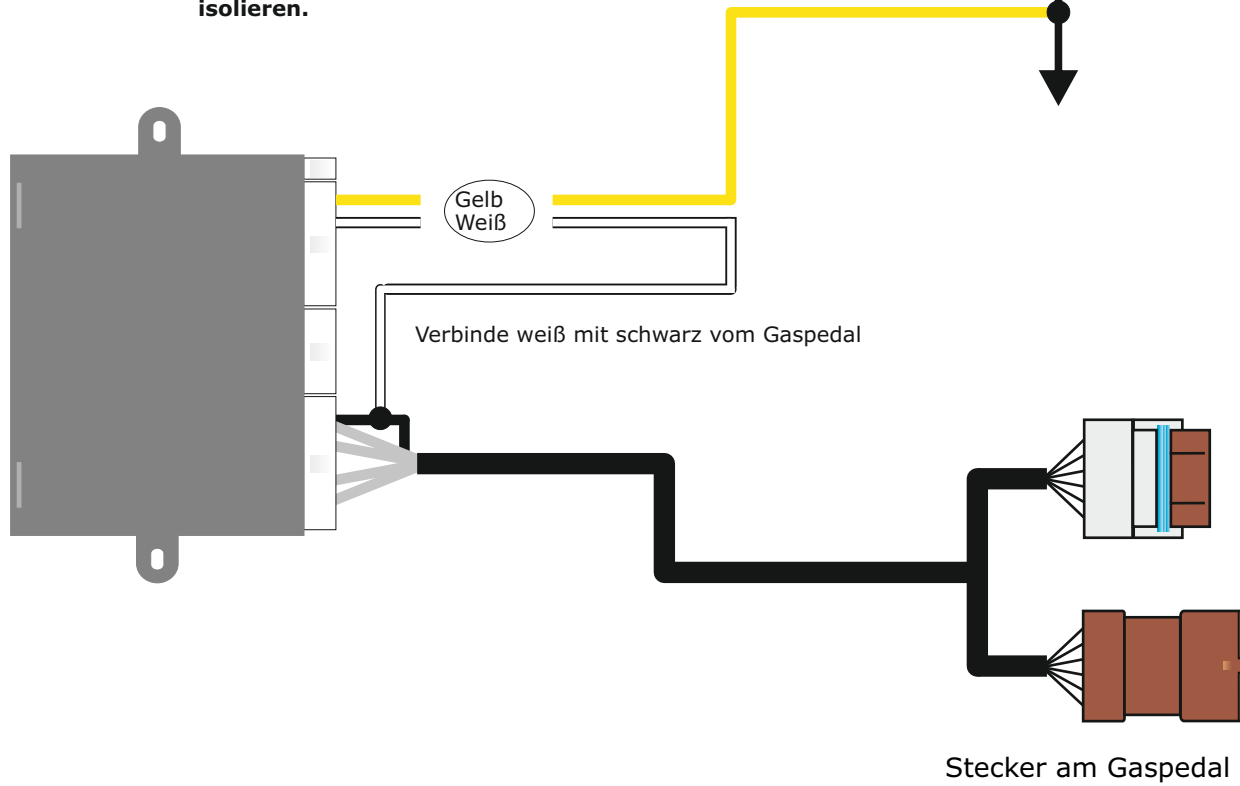 isolieren.
Gelb
Weiß
Verbinde weiß mit schwarz vom Gaspedal
Stecker am Gaspedal